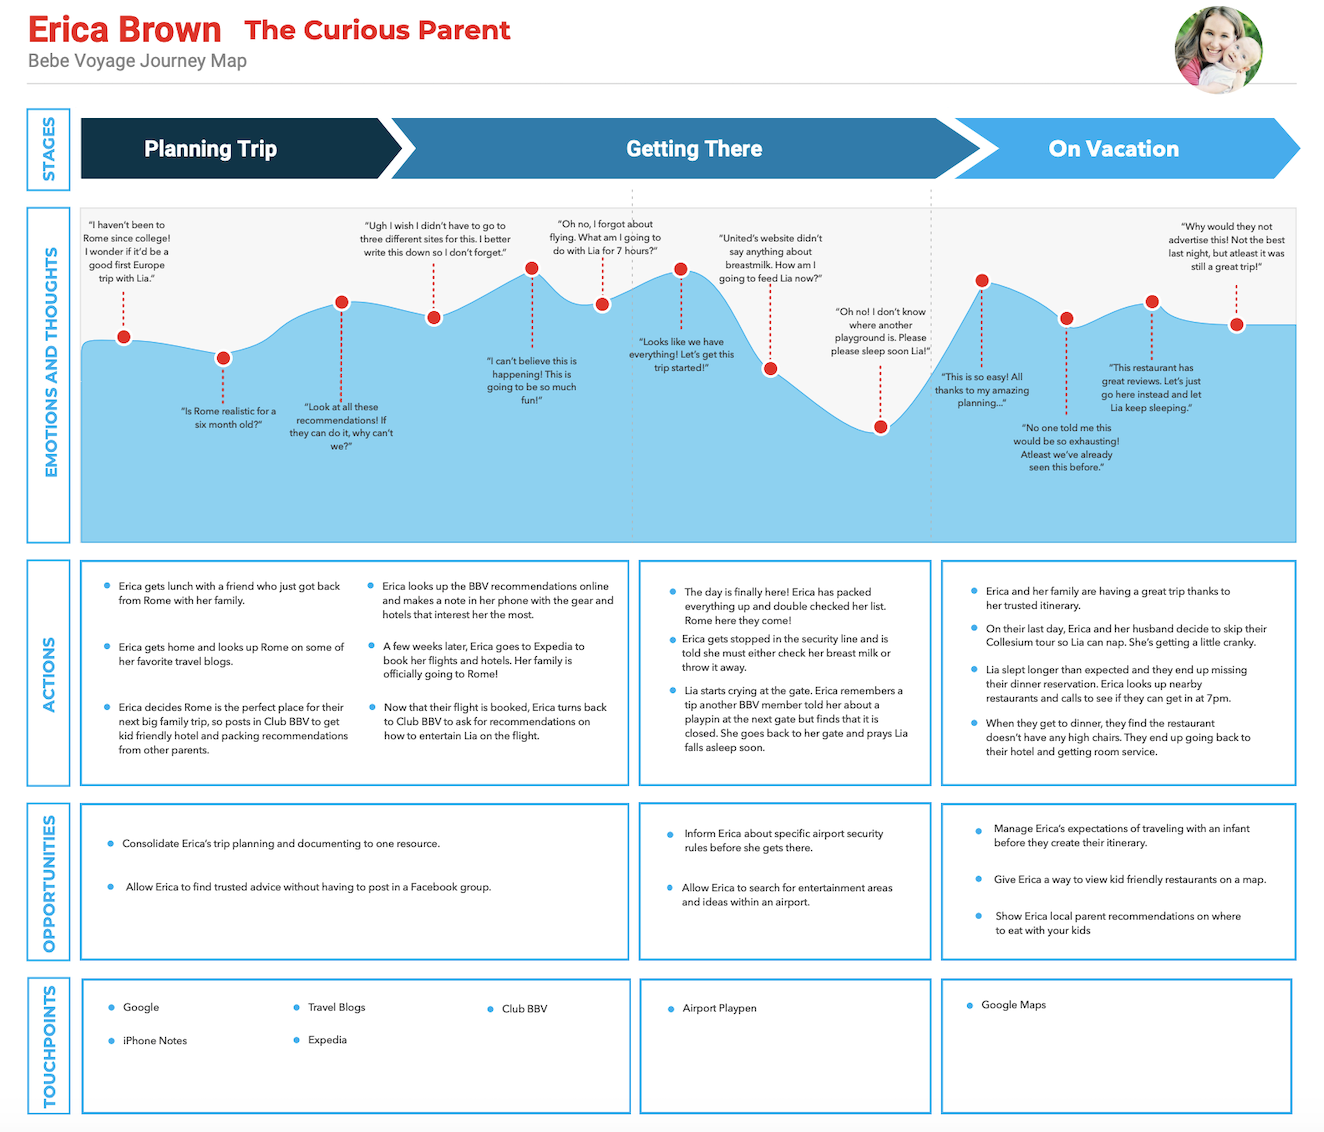 Erica Brown The Curious Parent
Bebe Voyage Journey Map
STAGES
Planning Trip
Getting There
On Vacation
EMOTIONS AND THOUGHTS
“I haven’t been to
Rome since college!
I wonder if it’d be a
good first Europe
trip with Lia.”
“Is Rome realistic for a
six month old?”
“Look at all these
recommendations! If
they can do it, why can’t
we?”
“Ugh I wish I didn’t have to go to
three different sites for this. I better
write this down so I don’t forget.”
“I can’t believe this is
happening! This is
going to be so much
fun!”
“Oh no, I forgot about
flying. What am I going to
do with Lia for 7 hours?”
“Looks like we have
everything! Let’s get this
trip started!”
“United’s website didn’t
say anything about
breastmilk. How am I
going to feed Lia now?”
“Oh no! I don’t know
where another
playground is. Please
please sleep soon Lia!”
“This is so easy! All
thanks to my amazing
planning...”
“No one told me this
would be so exhausting!
Atleast we’ve already
seen this before.”
“This restaurant has
great reviews. Let’s just
go here instead and let
Lia keep sleeping.”
“Why would they not
advertise this! Not the best
last night, but atleast it was
still a great trip!”
ACTIONS
Erica gets lunch with a friend who just got back
from Rome with her family.
Erica gets home and looks up Rome on some of
her favorite travel blogs.
Erica decides Rome is the perfect place for their
next big family trip, so posts in Club BBV to get
kid friendly hotel and packing recommendations
from other parents.
Erica looks up the BBV recommendations online
and makes a note in her phone with the gear and
hotels that interest her the most.
A few weeks later, Erica goes to Expedia to
book her flights and hotels. Her family is
officially going to Rome!
Now that their flight is booked, Erica turns back
to Club BBV to ask for recommendations on
how to entertain Lia on the flight.
The day is finally here! Erica has packed
everything up and double checked her list.
Rome here they come!
Erica gets stopped in the security line and is
told she must either check her breast milk or
throw it away.
Lia starts crying at the gate. Erica remembers a
tip another BBV member told her about a
playpin at the next gate but finds that it is
closed. She goes back to her gate and prays Lia
falls asleep soon.
Erica and her family are having a great trip thanks to
her trusted itinerary.
On their last day, Erica and her husband decide to skip their
Collesium tour so Lia can nap. She’s getting a little cranky.
Lia slept longer than expected and they end up missing
their dinner reservation. Erica looks up nearby
restaurants and calls to see if they can get in at 7pm.
When they get to dinner, they find the restaurant
doesn’t have any high chairs. They end up going back to
their hotel and getting room service.
OPPORTUNITIES
Consolidate Erica’s trip planning and documenting to one resource.
Allow Erica to find trusted advice without having to post in a Facebook group.
Inform Erica about specific airport security
rules before she gets there.
Allow Erica to search for entertainment areas
and ideas within an airport.
Manage Erica’s expectations of traveling with an infant
before they create their itinerary.
Give Erica a way to view kid friendly restaurants on a map.
Show Erica local parent recommendations on where
to eat with your kids
TOUCHPOINTS
Google
Travel Blogs
Club BBV
iPhone Notes
Expedia
Airport Playpen
Google Maps